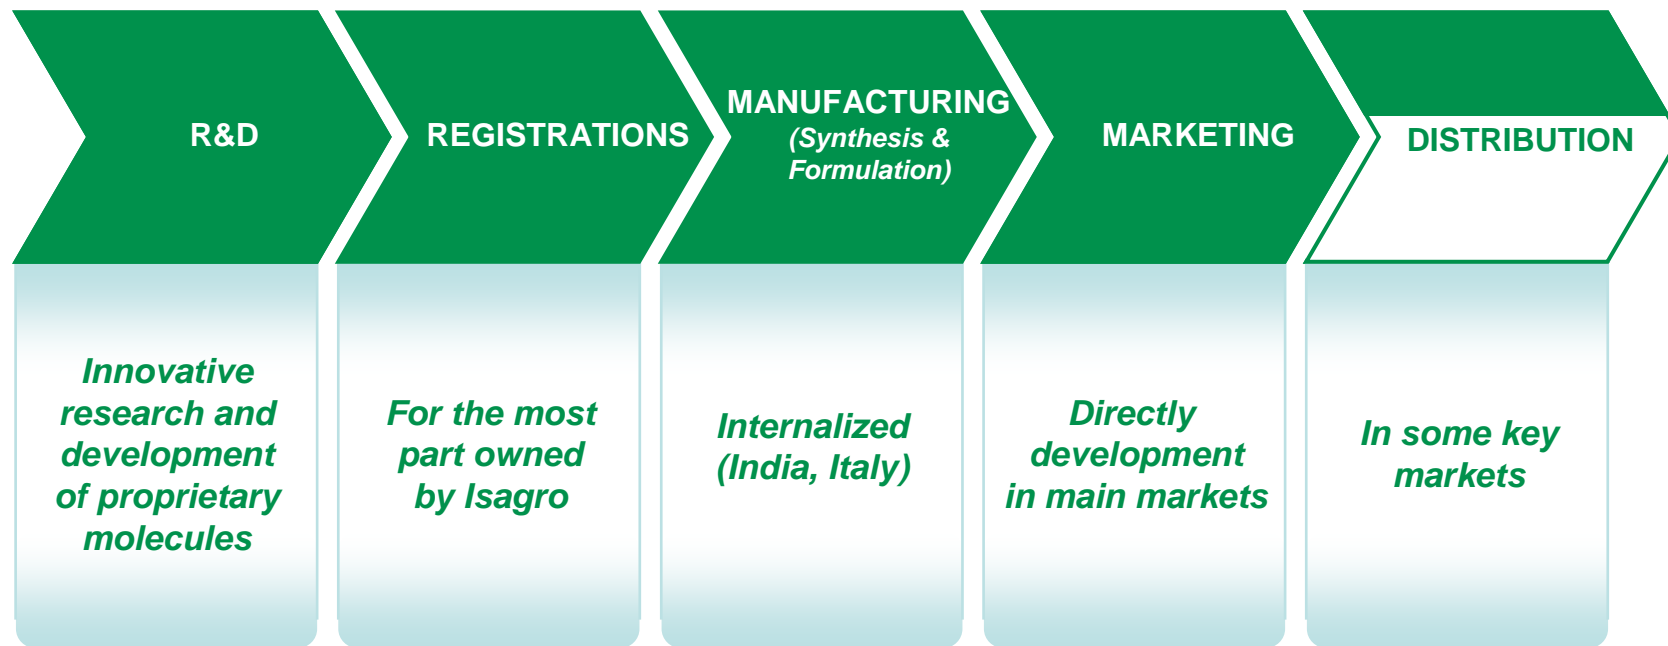 R&D
REGISTRATIONS
MANUFACTURING
(Synthesis &
Formulation)
MARKETING
DISTRIBUTION
Innovative
research and
development
of proprietary
molecules
For the most
part owned
by Isagro
Internalized
(India, Italy)
Directly
development
in main markets
In some key
markets